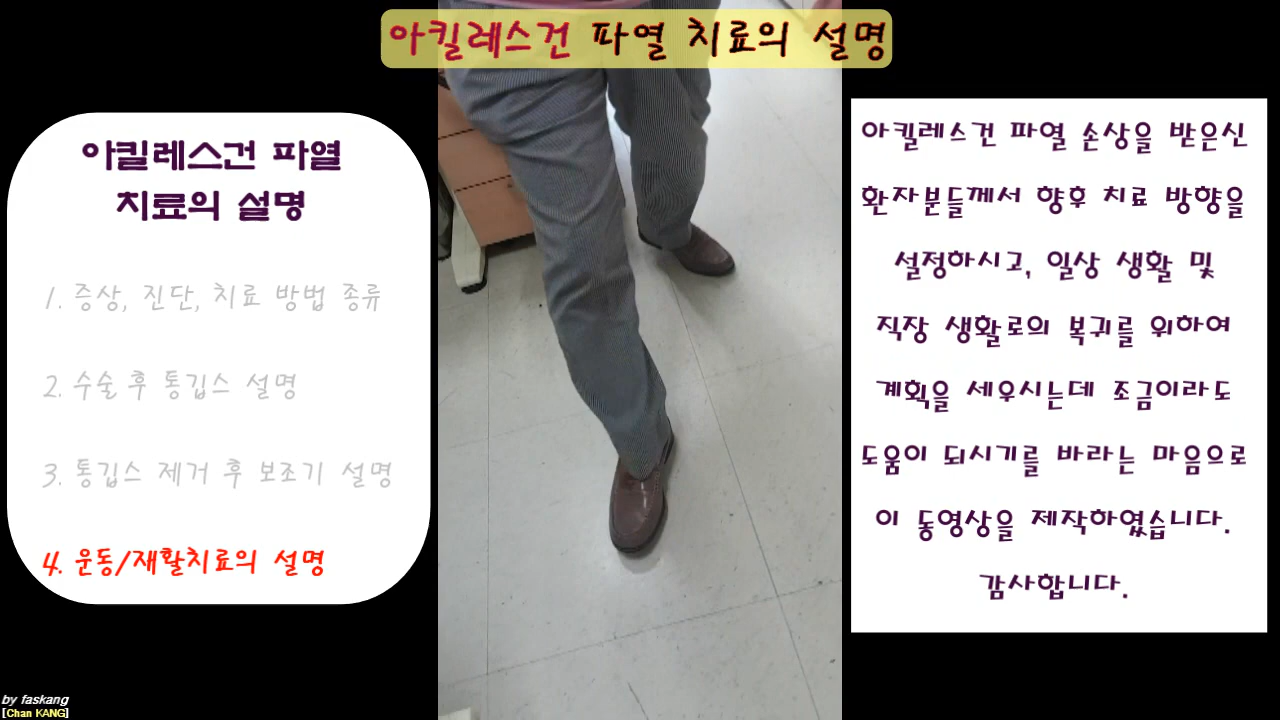 아킬레스건 파열 치료의 설명
아킬레스건 파열
치료의 설명
1. 증상, 진단, 치료 방법 종류
2. 수술 후 통깁스 설명
3. 통깁스 제거 후 보조기 설명
4. 운동/재활치료의 설명
아킬레스건 파열 손상을 받은신
환자분들께서 향후 치료 방향을
설정하시고, 일상 생활 및
직장 생활로의 복귀를 위하여
계획을 세우시는데 조금이라도
도움이 되시기를 바라는 마음으로
이 동영상을 제작하였습니다.
감사합니다.
by faskang
[Chan KANG]